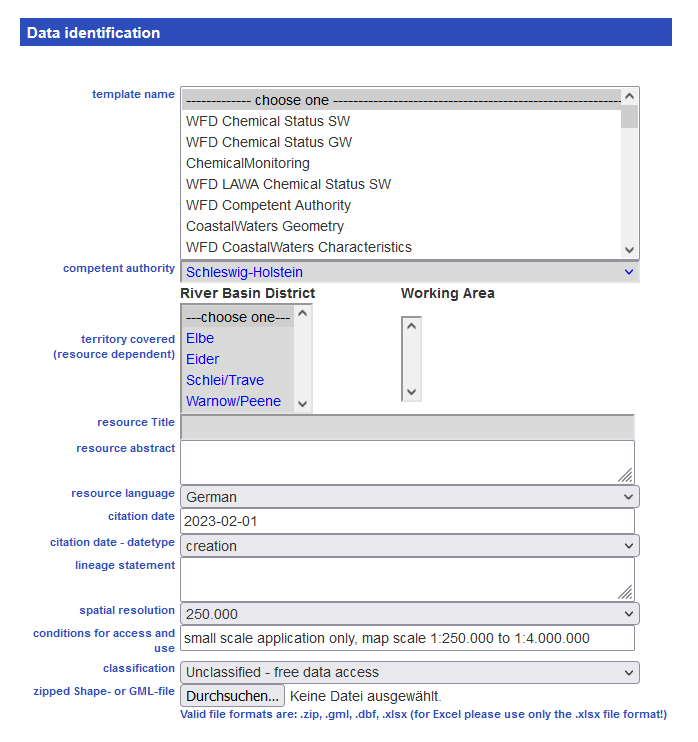 Data identification
template name
------------- choose one ----------------------------------------------------------
WFD Chemical Status SW
WFD Chemical Status GW
ChemicalMonitoring
WFD LAWA Chemical Status SW
WFD Competent Authority
CoastalWaters Geometry
WFD CoastalWaters Characteristics
competent authority
Schleswig-Holstein
River Basin District
Working Area
territory covered
(resource dependent)
---choose one---
Elbe
Eider
Schlei/Trave
Warnow/Peene
resource Title
resource abstract
resource language
German
citation date
2023-02-01
citation date - datetype
creation
lineage statement
spatial resolution
250.000
conditions for access and
use
small scale application only, map scale 1:250.000 to 1:4.000.000
classification
Unclassified - free data access
zipped Shape- or GML-file
Durchsuchen...
Keine Datei ausgewählt.
Valid file formats are: .zip, .gml, .dbf, .xlsx (for Excel please use only the .xlsx file format!)